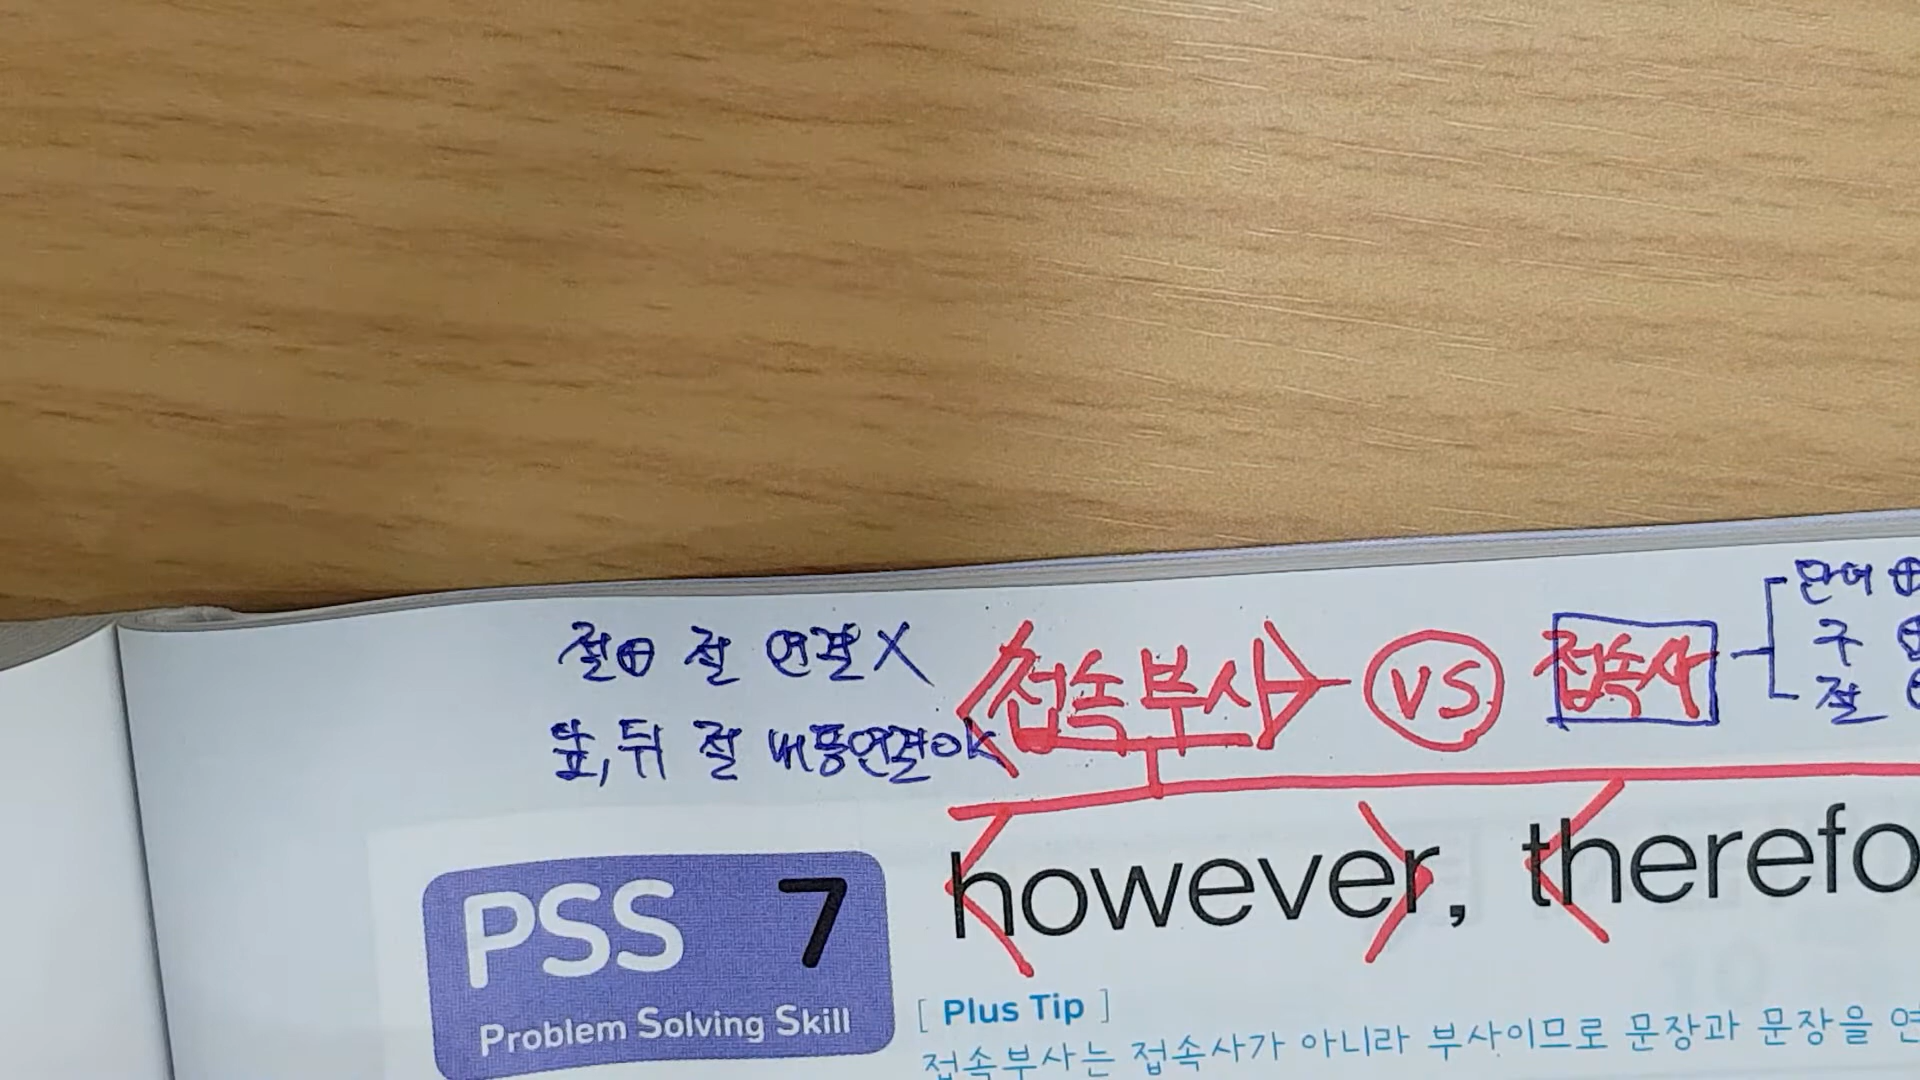 절⊕ 절 연결 X
앞, 뒤 절 내용연결OK
<접속부사> VS 접속사
단어 ⊕
구 ⊕
절
PSS 7
Problem Solving Skill
however, therefo
[ Plus Tip ]
접속부사는 접속사가 아니라 부사이므로 문장과 문장을 연